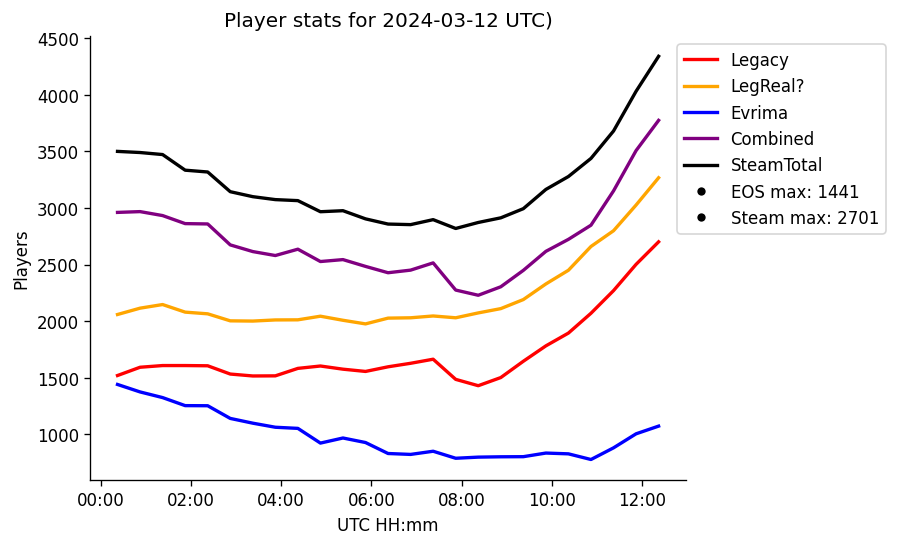 Player stats for 2024-03-12 UTC)
4500
4000
3500
3000
2500
2000
1500
1000
Players
00:00 02:00 04:00 06:00 08:00 10:00 12:00
UTC HH:mm
Legacy
LegReal?
Evrima
Combined
SteamTotal
EOS max: 1441
Steam max: 2701